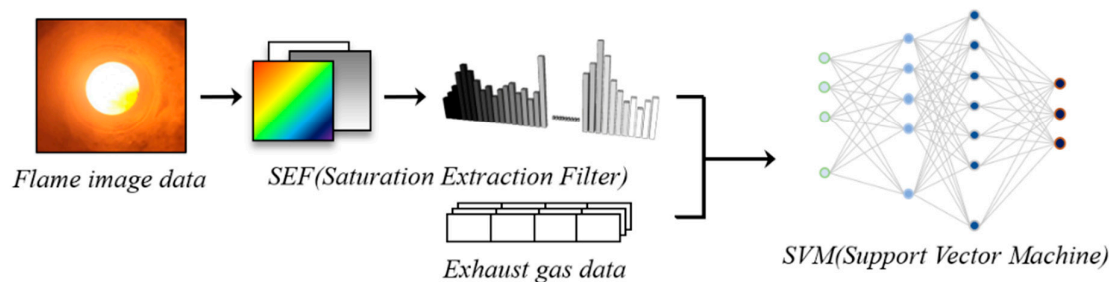 Flame image data
SEF(Saturation Extraction Filter)
Exhaust gas data
SVM(Support Vector Machine)